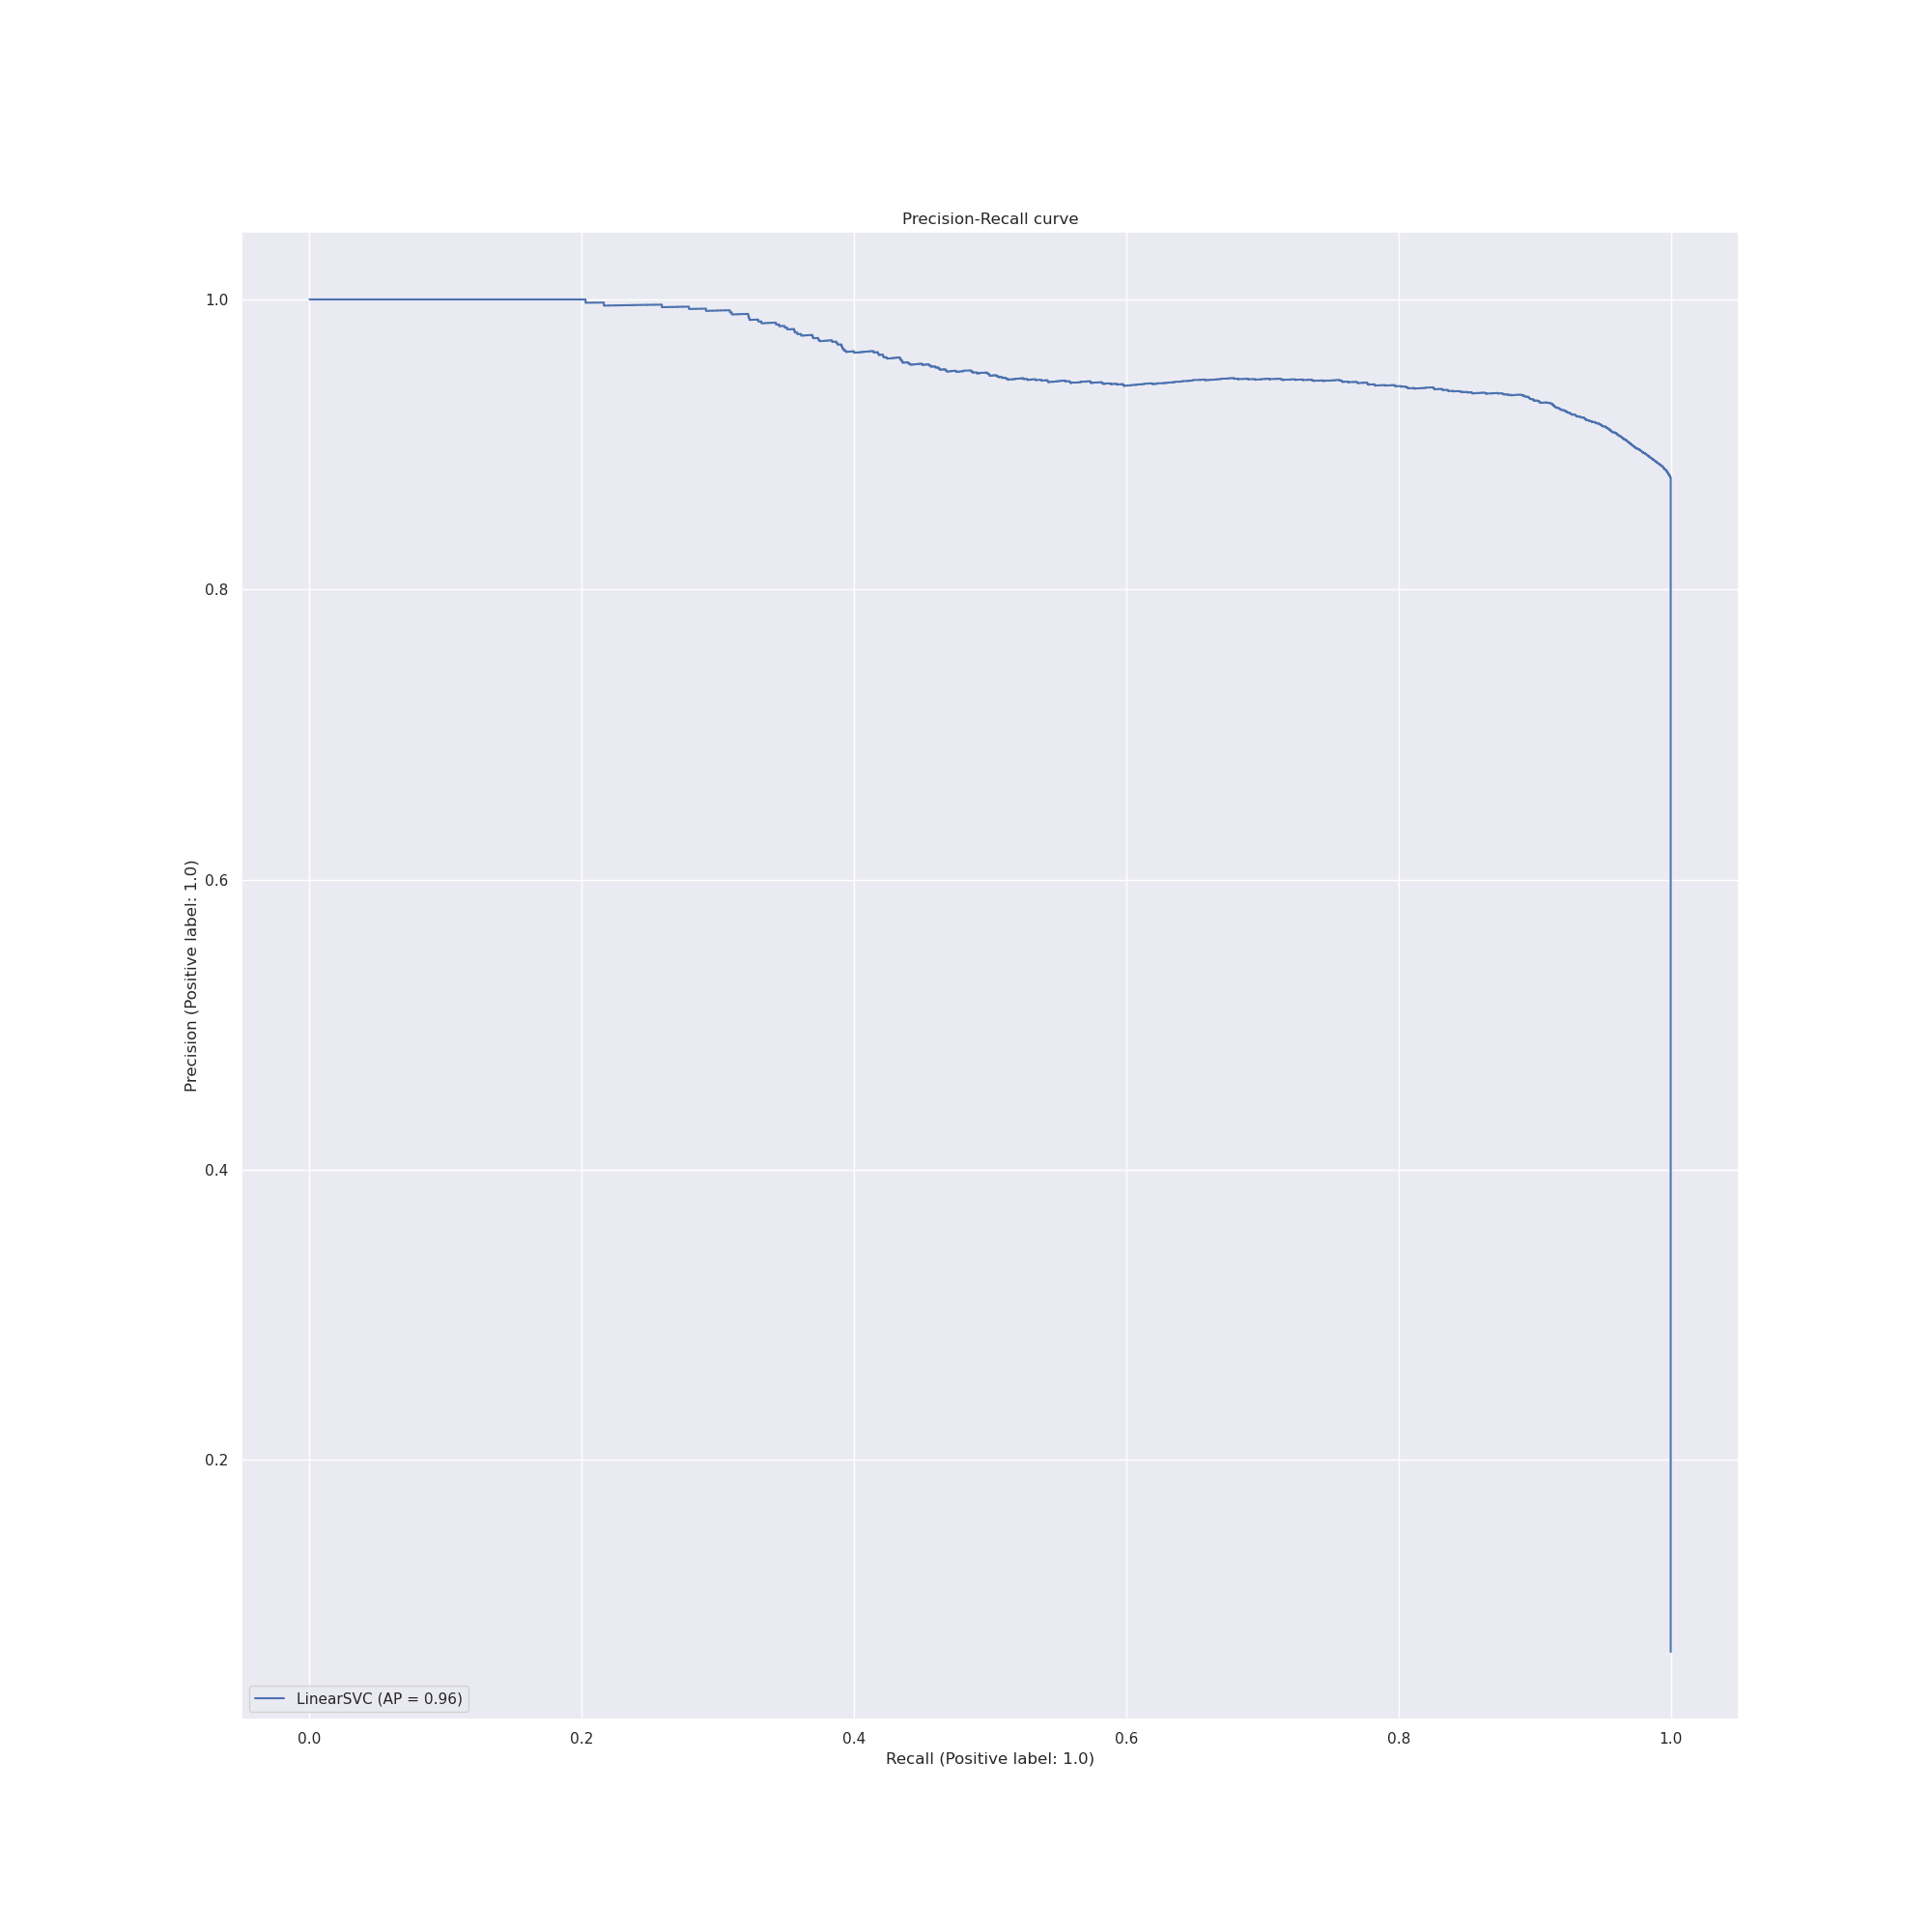 Precision-Recall curve
1.0
0.8
0.6
0.4
0.2
Precision (Positive label: 1.0)
LinearSVC (AP = 0.96)
0.0 0.2 0.4 0.6 0.8 1.0
Recall (Positive label: 1.0)